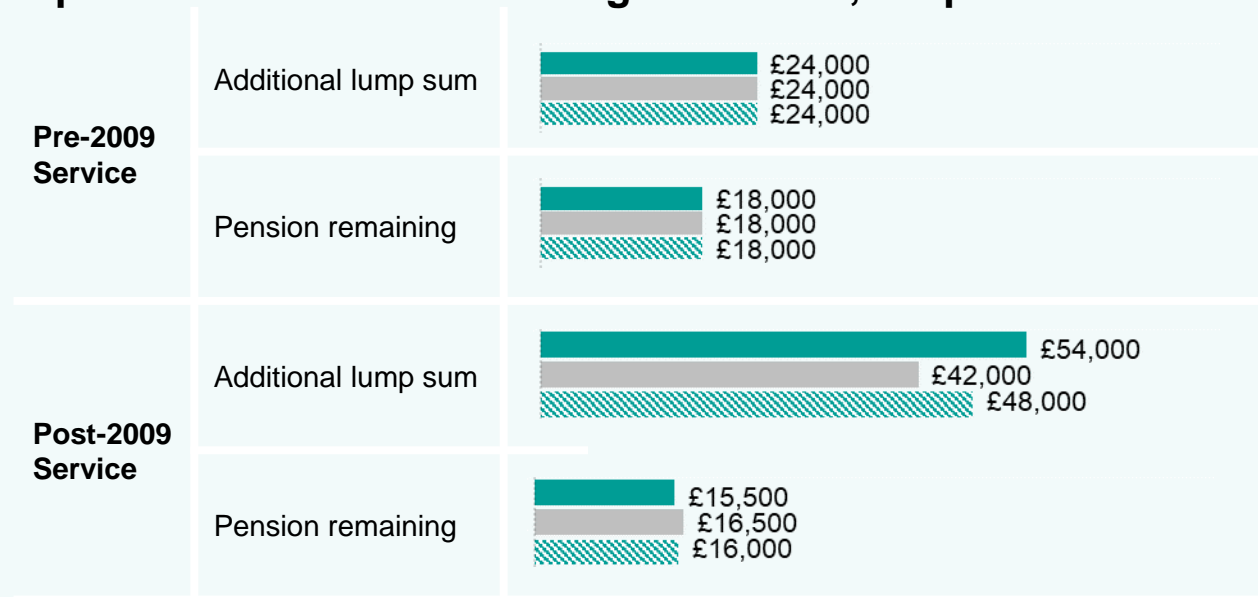 Pre-2009
Service
Additional lump sum
£24,000
£24,000
£24,000
Pension remaining
£18,000
£18,000
£18,000
Post-2009
Service
Additional lump sum
£54,000
£42,000
£48,000
Pension remaining
£15,500
£16,500
£16,000